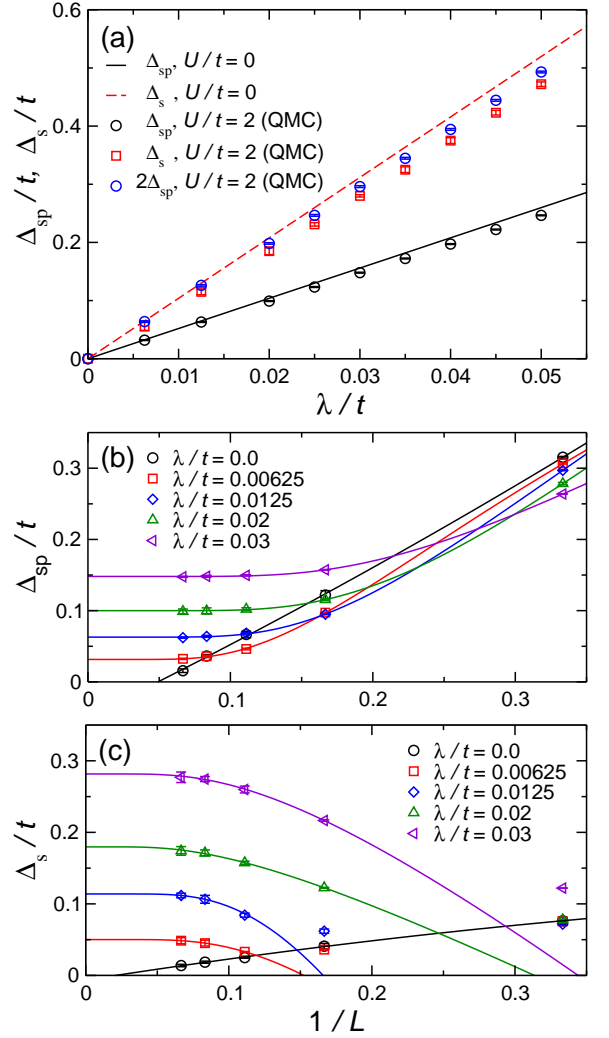 (a)
Δsp, U/t = 0
Δs , U/t = 0
Δsp, U/t = 2 (QMC)
Δs , U/t = 2 (QMC)
2Δsp, U/t = 2 (QMC)
Δsp/t, Δs/t
0.6
0.4
0.2
0
0 0.01 0.02 0.03 0.04 0.05
λ/t
(b)
λ/t = 0.0
λ/t = 0.00625
λ/t = 0.0125
λ/t = 0.02
λ/t = 0.03
Δsp/t
0.3
0.2
0.1
0
0 0.1 0.2 0.3
(c)
λ/t = 0.0
λ/t = 0.00625
λ/t = 0.0125
λ/t = 0.02
λ/t = 0.03
Δs/t
0.3
0.2
0.1
0
0 0.1 0.2 0.3
1/L